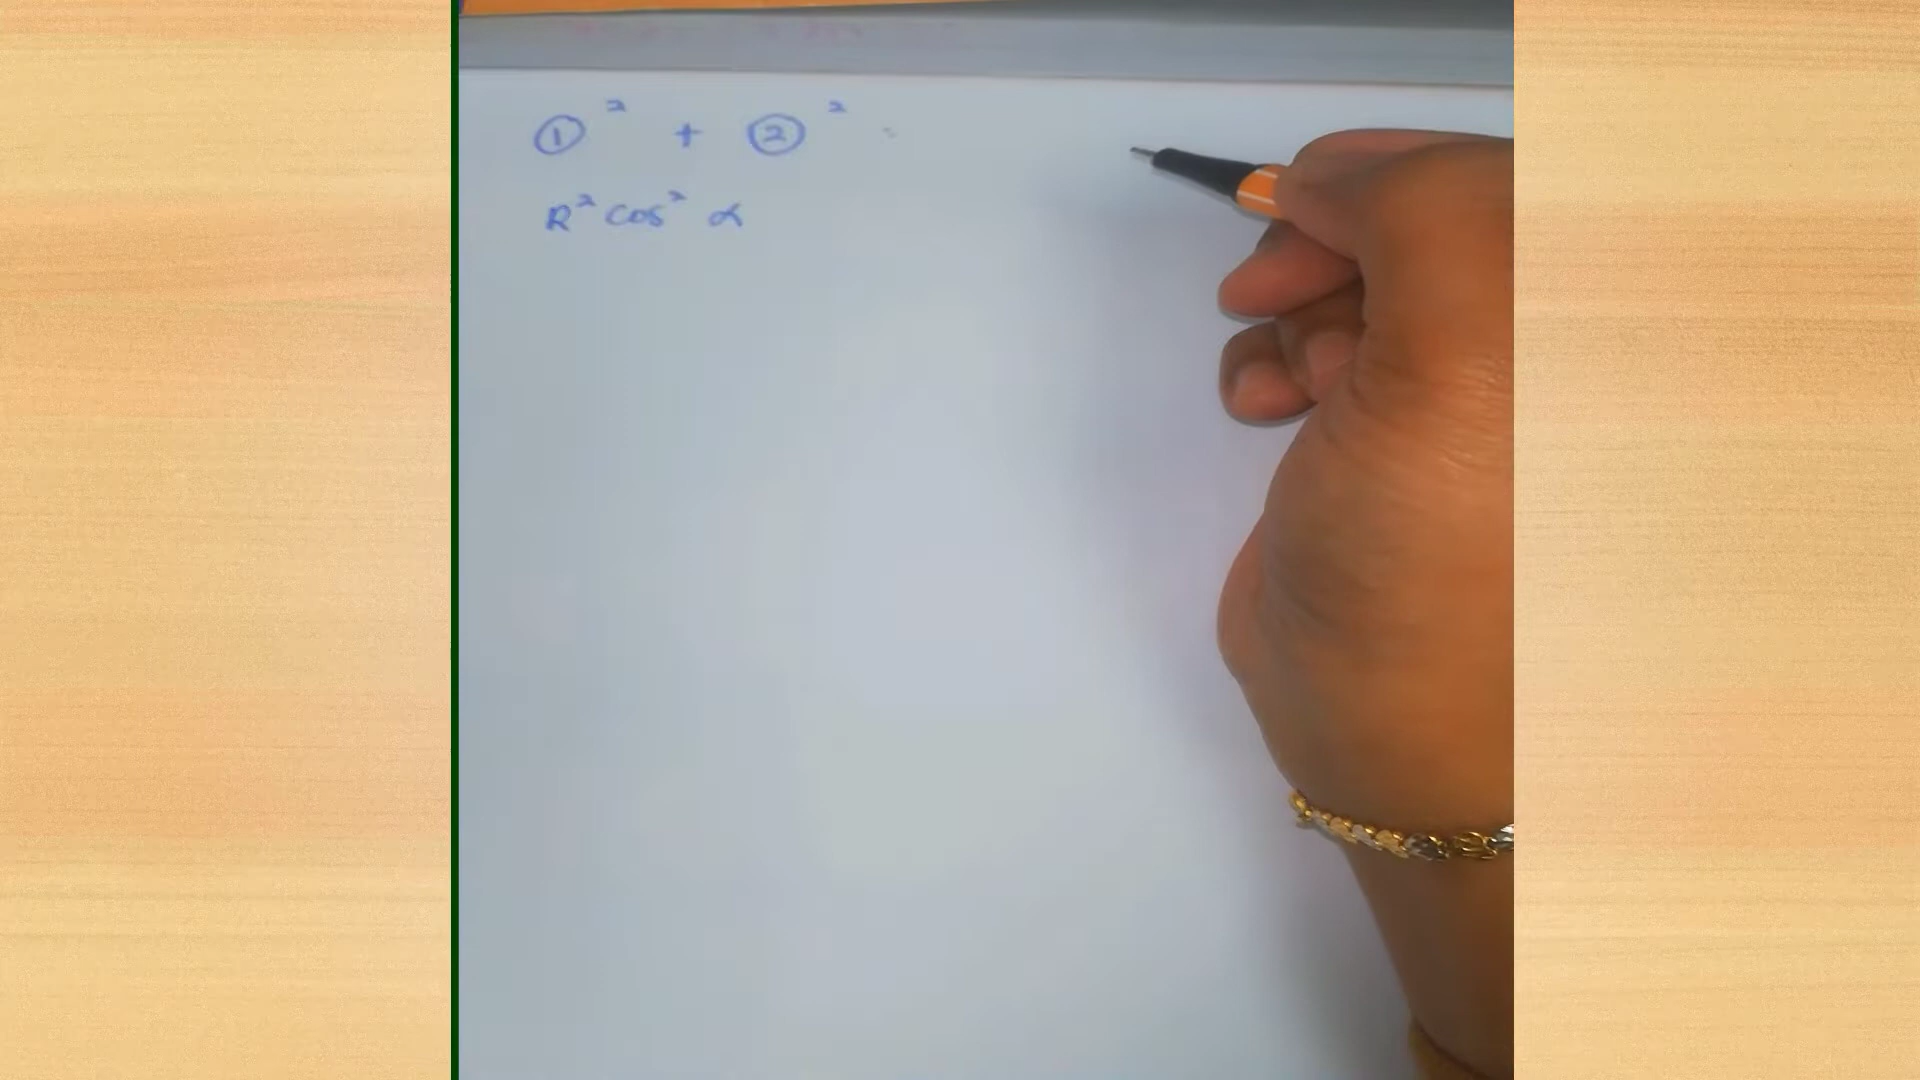 ①² + ②²
R² cos² α